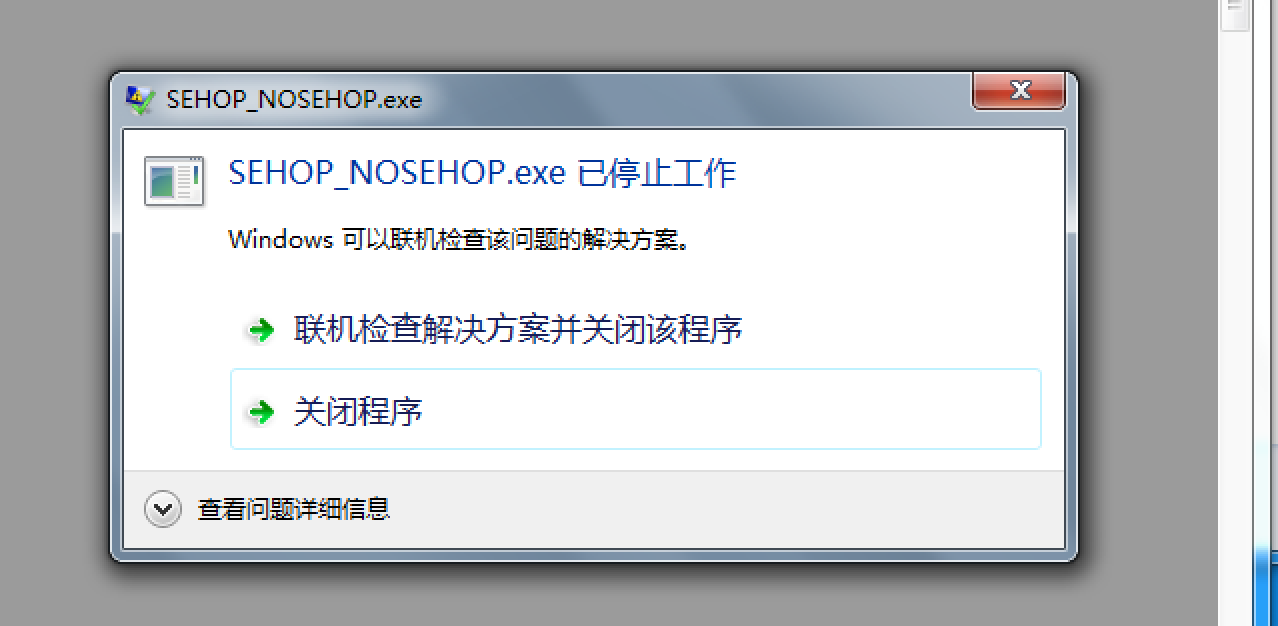 SEHOP_NOSEHOP.exe
SEHOP_NOSEHOP.exe 已停止工作
Windows 可以联机检查该问题的解决方案。
联机检查解决方案并关闭该程序
关闭程序
查看问题详细信息